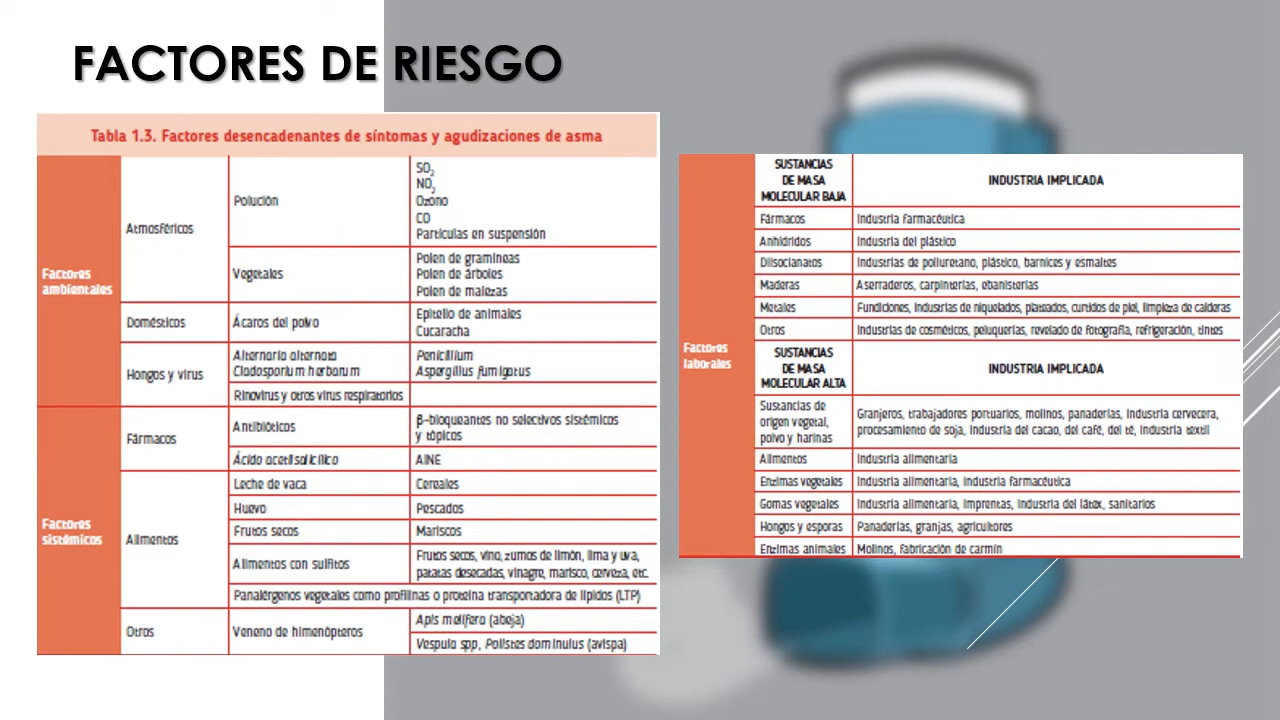 FACTORES DE RIESGO
Tabla 1.3. Factores desencadenantes de síntomas y agudizaciones de asma
Factores
ambientales
Atmosféricos
Polución
SO2
NO2
Ozono
CO
Partículas en suspensión
Vegetales
Polen de gramíneas
Polen de árboles
Polen de malezas
Domésticos
Ácaros del polvo
Epitelio de animales
Cucaracha
Hongos y virus
Alternaria alternata
Cladosporium herbarum
Penicillium
Aspergillus fumigatus
Rinovirus y otros virus respiratorios
Factores
sistémicos
Fármacos
Antibióticos
β-bloqueantes no selectivos sistémicos
y tópicos
Ácido acetilsalicílico
AINE
Alimentos
Leche de vaca
Cereales
Huevo
Pescados
Frutos secos
Mariscos
Alimentos con sulfitos
Frutos secos, vino, zumos de limón, lima y uva,
patatas desecadas, vinagre, marisco, cerveza, etc.
Panalérgenos vegetales como profilinas o proteína transportadora de lípidos (LTP)
Otros
Veneno de himenópteros
Apis melífera (abeja)
Vespula spp, Polistes dominulus (avispa)
Factores
laborales
SUSTANCIAS
DE MASA
MOLECULAR BAJA
INDUSTRIA IMPLICADA
Fármacos
Industria farmacéutica
Anhídridos
Industria del plástico
Diisocianatos
Industrias de poliuretano, plástico, barnices y esmaltes
Maderas
Aserraderos, carpinterías, ebanisterías
Metales
Fundiciones, industrias de niquelados, plateados, curtidos de piel, limpieza de calderas
Otros
Industrias de cosméticos, peluquerías, revelado de fotografía, refrigeración, tintes
SUSTANCIAS
DE MASA
MOLECULAR ALTA
INDUSTRIA IMPLICADA
Sustancias de
origen vegetal,
polvo y harinas
Granjeros, trabajadores portuarios, molinos, panaderías, industria cervecera,
procesamiento de soja, industria del cacao, del café, del té, industria textil
Alimentos
Industria alimentaria
Enzimas vegetales
Industria alimentaria, industria farmacéutica
Gomas vegetales
Industria alimentaria, imprentas, industria del látex, sanitarios
Hongos y esporas
Panaderías, granjas, agricultores
Enzimas animales
Molinos, fabricación de carmín